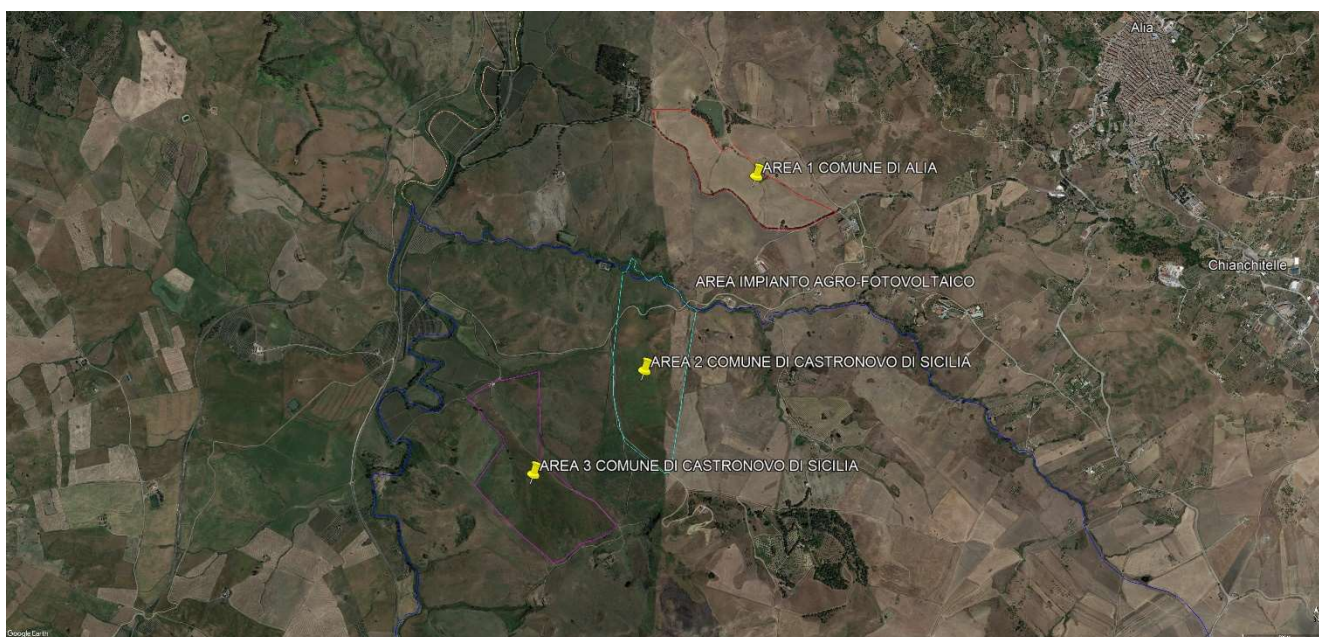 Alia
AREA 1 COMUNE DI ALIA
Chianchitelle
AREA IMPIANTO AGRO-FOTOVOLTAICO
AREA 2 COMUNE DI CASTRONOVO DI SICILIA
AREA 3 COMUNE DI CASTRONOVO DI SICILIA
Google Earth